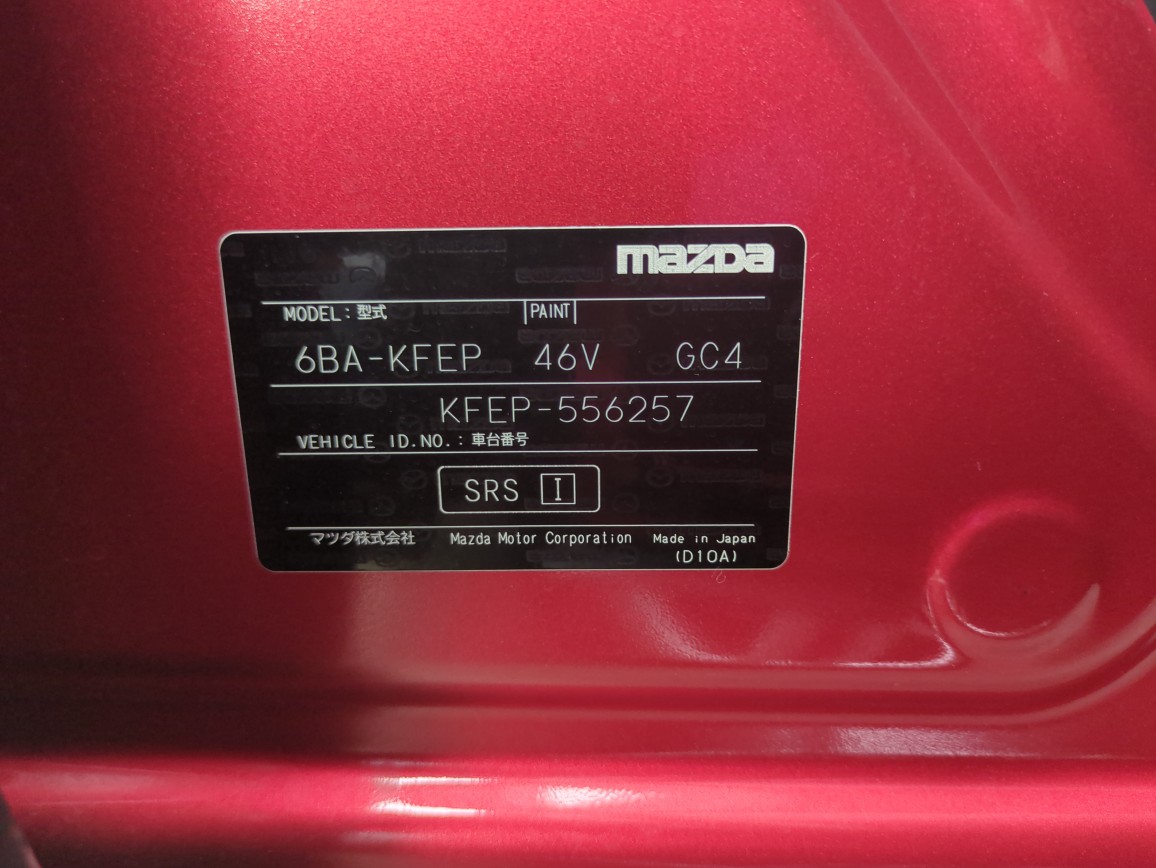 mazda
MODEL:型式 PAINT
6BA-KFEP 46V GC4
KFEP-556257
VEHICLE ID.NO.:車台番号
SRS I
マツダ株式会社 Mazda Motor Corporation Made in Japan
(D10A)